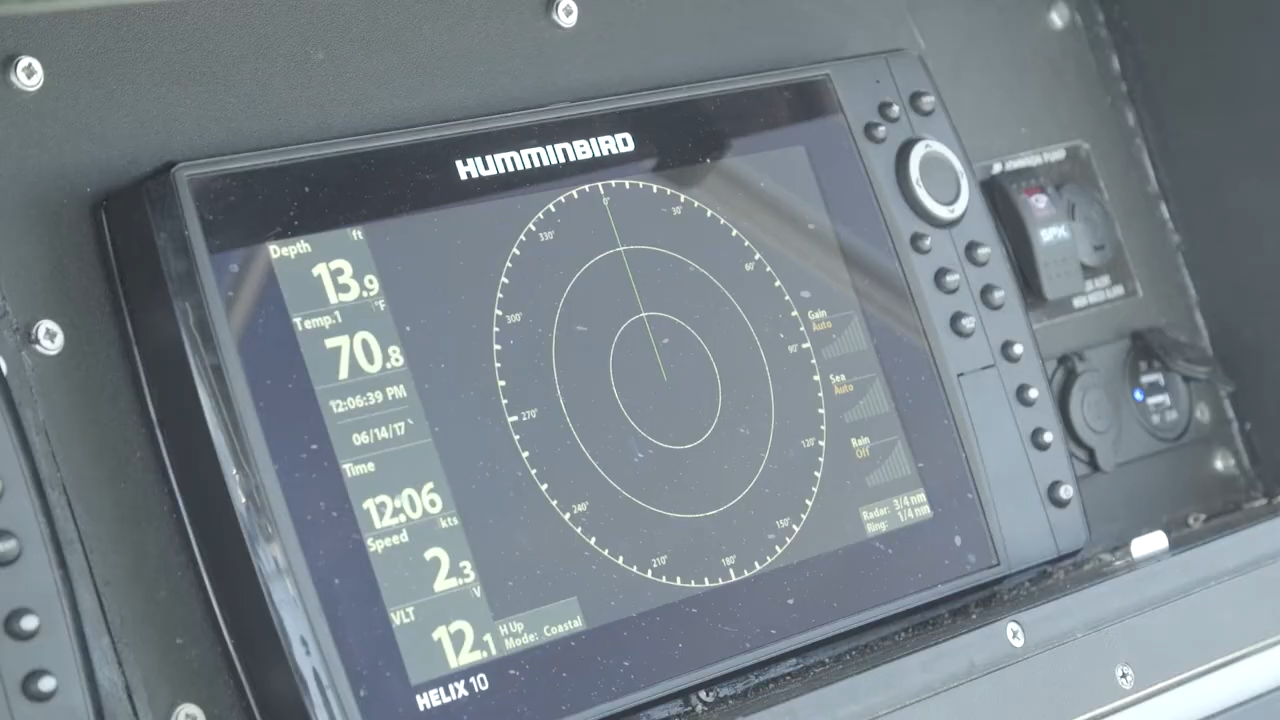 HUMMINBIRD
Depth ft
13.9
Temp.1 °F
70.8
12:06:39 PM
06/14/17
Time
12:06
Speed kts
2.3
VLT V
12.1
H Up
Mode: Coastal
0°
30°
60°
90°
120°
150°
180°
210°
240°
270°
300°
330°
Gain
Auto
Sea
Auto
Rain
Off
Radar: 3/4 nm
Ring: 1/4 nm
HELIX 10
JOHNSON PUMP
SPX